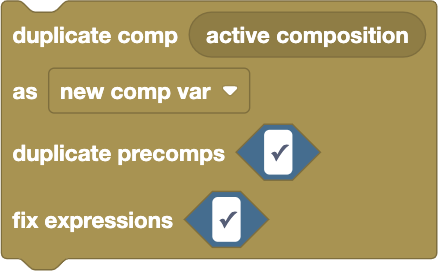 duplicate comp active composition
as new comp var
duplicate precomps ✓
fix expressions ✓